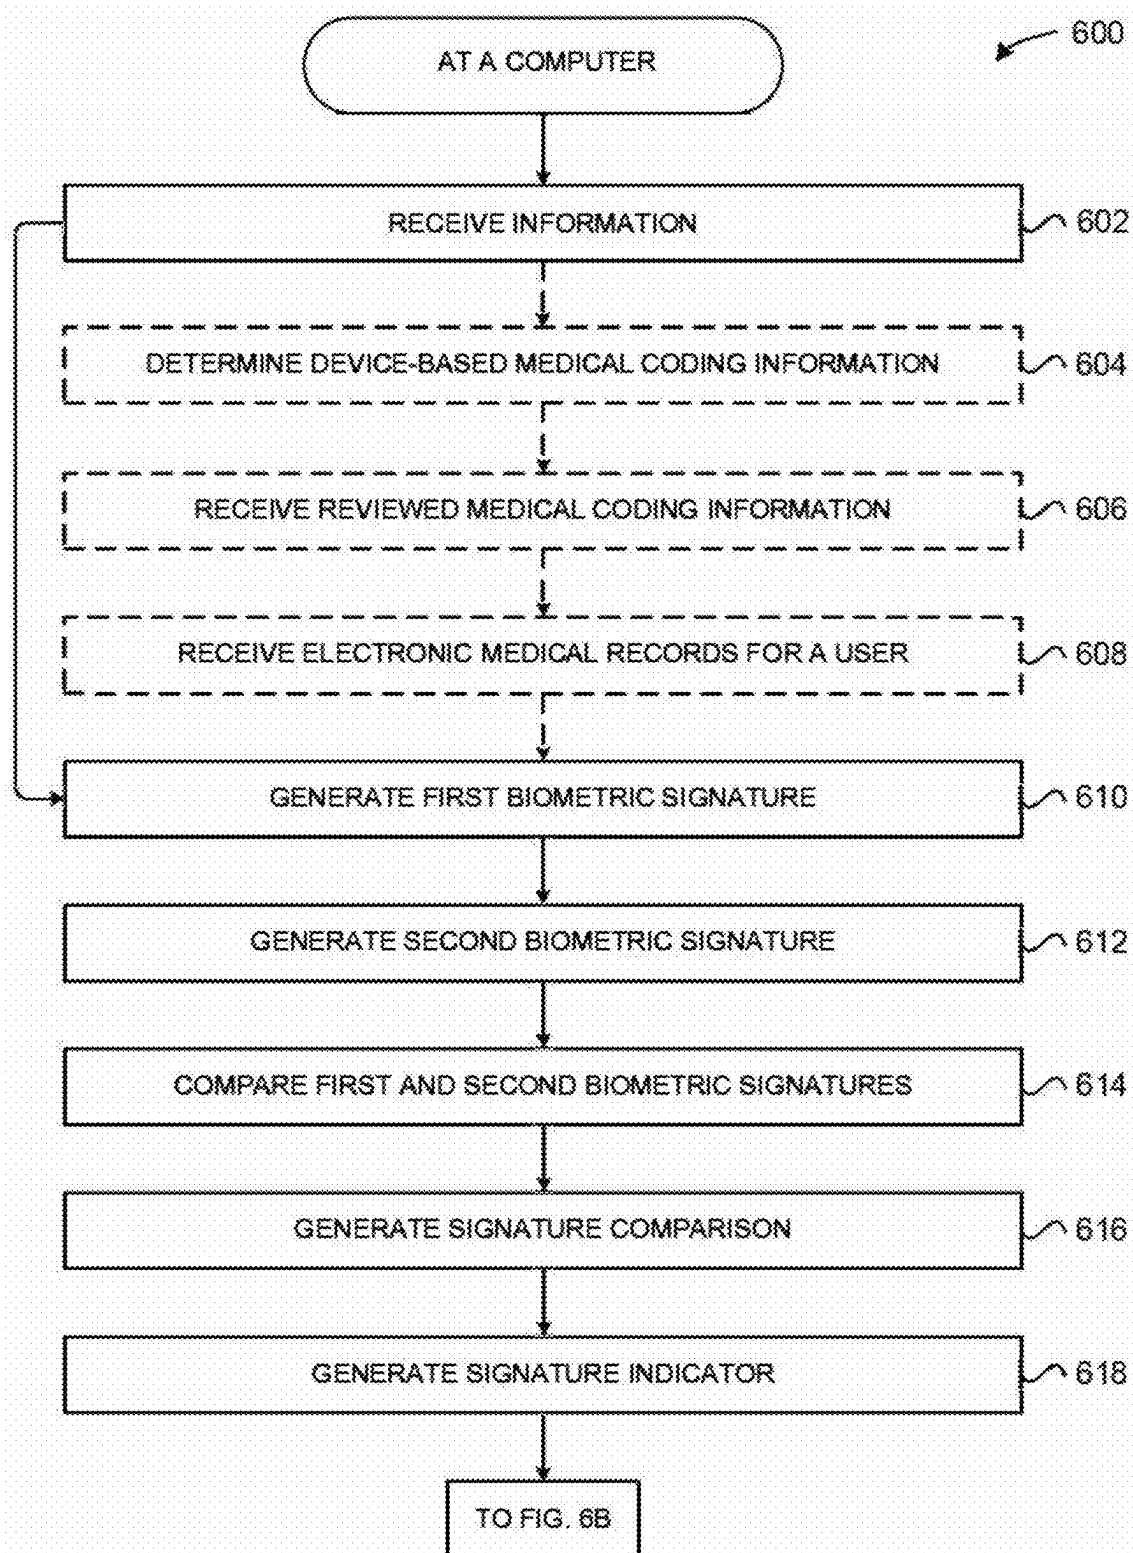 AT A COMPUTER
600
RECEIVE INFORMATION
602
DETERMINE DEVICE-BASED MEDICAL CODING INFORMATION
604
RECEIVE REVIEWED MEDICAL CODING INFORMATION
606
RECEIVE ELECTRONIC MEDICAL RECORDS FOR A USER
608
GENERATE FIRST BIOMETRIC SIGNATURE
610
GENERATE SECOND BIOMETRIC SIGNATURE
612
COMPARE FIRST AND SECOND BIOMETRIC SIGNATURES
614
GENERATE SIGNATURE COMPARISON
616
GENERATE SIGNATURE INDICATOR
618
TO FIG. 6B